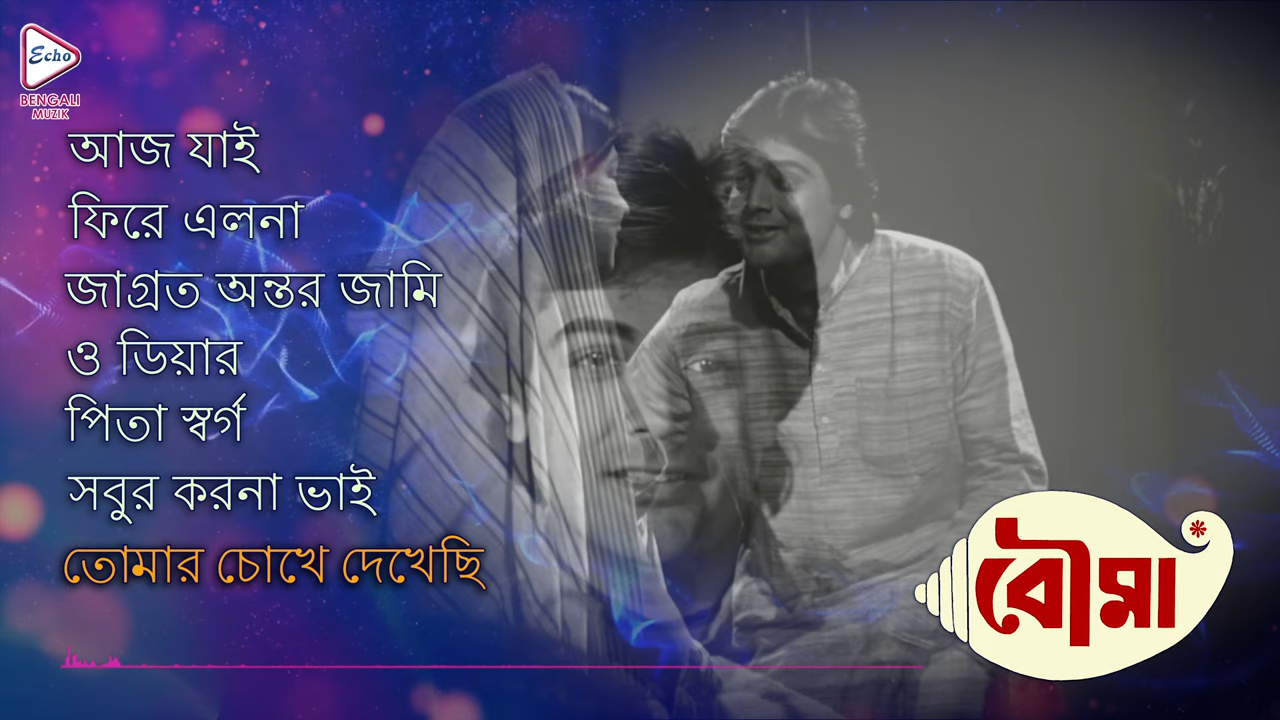 Echo
BENGALI
MUZIK
আজ যাই
ফিরে এলনা
জাগ্রত অন্তর জামি
ও ডিয়ার
পিতা স্বর্গ
সবুর করনা ভাই
তোমার চোখে দেখেছি
বৌমা